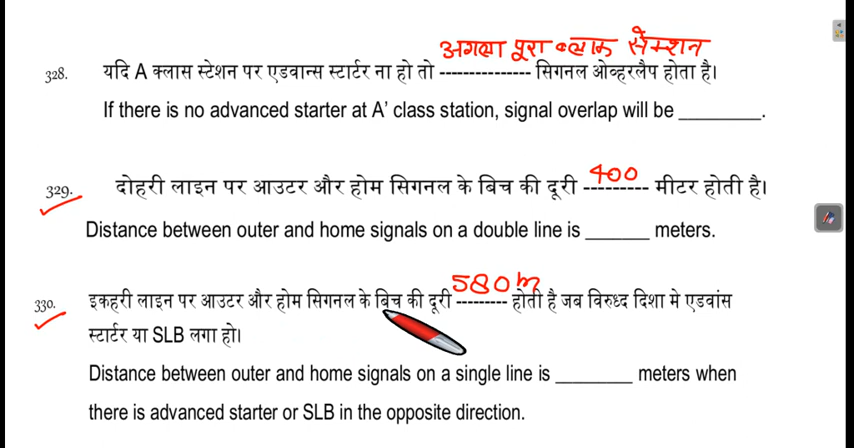 अगला पूरा ब्लाक सेक्शन
328. यदि A क्लास स्टेशन पर एडवान्स स्टार्टर ना हो तो --------------- सिगनल ओव्हरलैप होता है।
If there is no advanced starter at A’ class station, signal overlap will be ________.
400
329. दोहरी लाइन पर आउटर और होम सिगनल के बिच की दूरी ---------- मीटर होती है।
Distance between outer and home signals on a double line is ______ meters.
580m
330. इकहरी लाइन पर आउटर और होम सिगनल के बिच की दूरी --------- होती है जब विरुध्द दिशा मे एडवांस
स्टार्टर या SLB लगा हो।
Distance between outer and home signals on a single line is ________ meters when
there is advanced starter or SLB in the opposite direction.